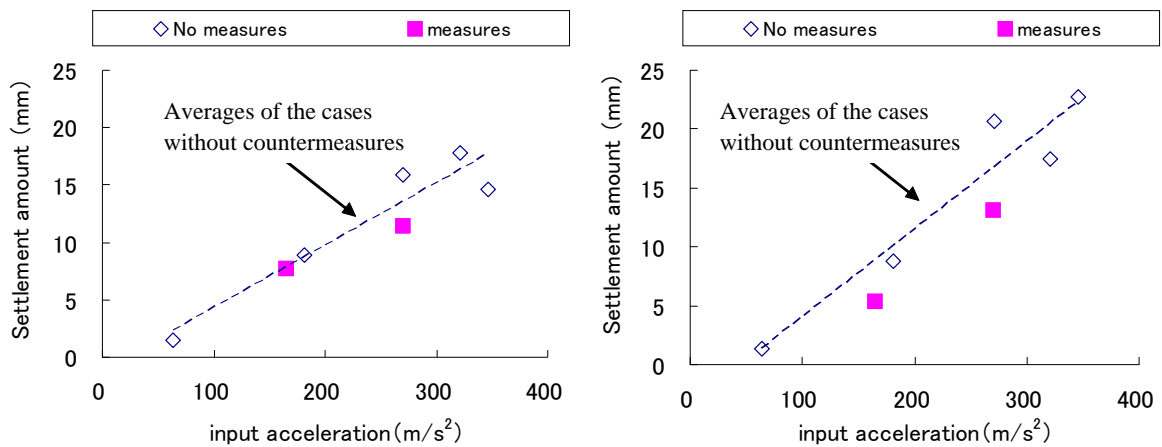 No measures measures
25
20
15
10
5
0
Settlement amount (mm)
Averages of the cases
without countermeasures
0 100 200 300 400
input acceleration(m/s²)
No measures measures
25
20
15
10
5
0
Settlement amount (mm)
Averages of the cases
without countermeasures
0 100 200 300 400
input acceleration(m/s²)